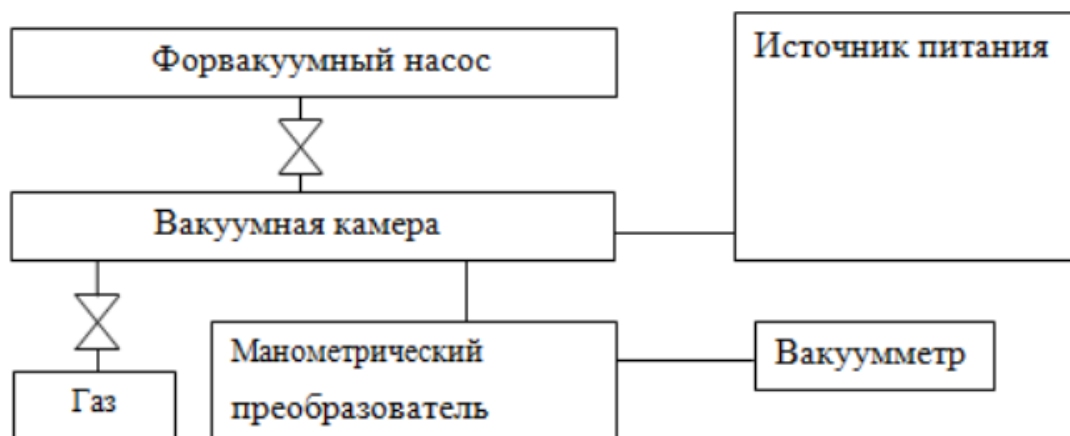 Форвакуумный насос
Источник питания
Вакуумная камера
Манометрический
преобразователь
Вакуумметр
Газ